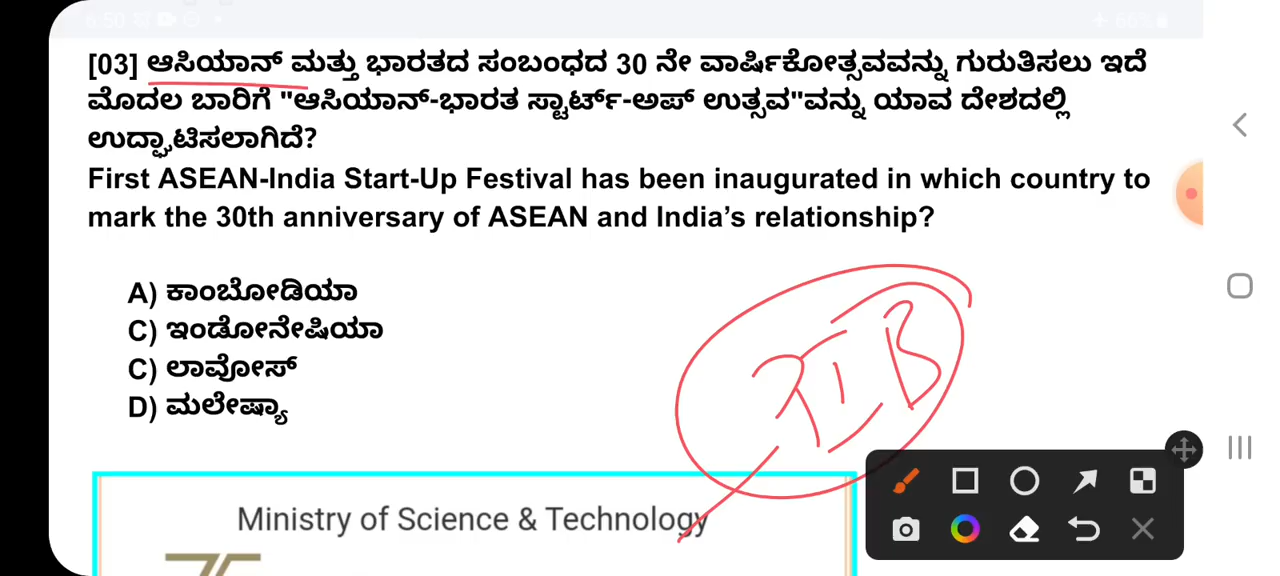 [03] ಆಸಿಯಾನ್ ಮತ್ತು ಭಾರತದ ಸಂಬಂಧದ 30 ನೇ ವಾರ್ಷಿಕೋತ್ಸವವನ್ನು ಗುರುತಿಸಲು ಇದೆ
ಮೊದಲ ಬಾರಿಗೆ "ಆಸಿಯಾನ್-ಭಾರತ ಸ್ಟಾರ್ಟ್-ಅಪ್ ಉತ್ಸವ"ವನ್ನು ಯಾವ ದೇಶದಲ್ಲಿ
ಉದ್ಘಾಟಿಸಲಾಗಿದೆ?
First ASEAN-India Start-Up Festival has been inaugurated in which country to
mark the 30th anniversary of ASEAN and India's relationship?
A) ಕಾಂಬೋಡಿಯಾ
C) ಇಂಡೋನೇಷಿಯಾ
C) ಲಾವೋಸ್
D) ಮಲೇಷ್ಯಾ
Ministry of Science & Technology